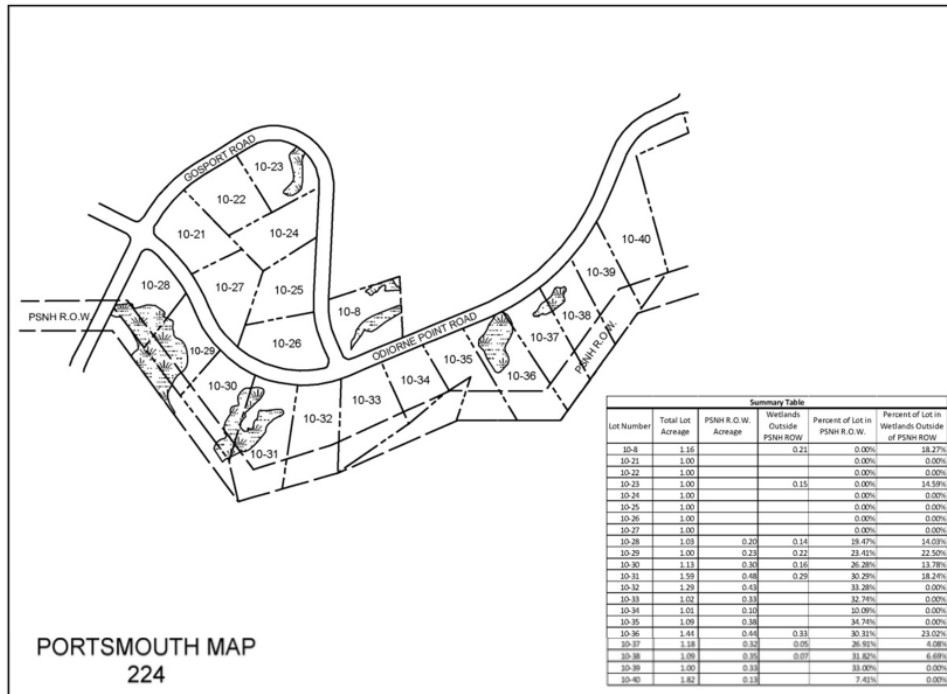 GOSPORT ROAD
10-23
10-22
10-21
10-24
10-40
10-39
10-28
10-27
10-25
10-8
PSNH R.O.W.
10-38
10-37
PSNH R.O.W.
ODIORNE POINT ROAD
10-29
10-26
10-35
10-36
10-34
10-30
10-33
10-32
10-31
Summary Table
Lot Number Total Lot Acreage PSNH R.O.W. Acreage Wetlands Outside PSNH ROW Percent of Lot in PSNH R.O.W. Percent of Lot in Wetlands Outside of PSNH ROW
10-8 1.16 0.21 0.00% 18.27%
10-21 1.00 0.00% 0.00%
10-22 1.00 0.00% 0.00%
10-23 1.00 0.15 0.00% 14.59%
10-24 1.00 0.00% 0.00%
10-25 1.00 0.00% 0.00%
10-26 1.00 0.00% 0.00%
10-27 1.00 0.00% 0.00%
10-28 1.03 0.20 0.14 19.47% 14.03%
10-29 1.00 0.23 0.22 23.41% 22.50%
10-30 1.13 0.30 0.16 26.28% 13.78%
10-31 1.59 0.48 0.29 30.29% 18.24%
10-32 1.29 0.43 33.28% 0.00%
10-33 1.02 0.33 32.74% 0.00%
10-34 1.01 0.10 10.09% 0.00%
10-35 1.09 0.38 34.74% 0.00%
10-36 1.44 0.44 0.33 30.31% 23.02%
10-37 1.18 0.32 0.05 26.91% 4.08%
10-38 1.09 0.35 0.07 31.82% 6.69%
10-39 1.00 0.33 33.00% 0.00%
10-40 1.82 0.13 7.41% 0.00%
PORTSMOUTH MAP
224